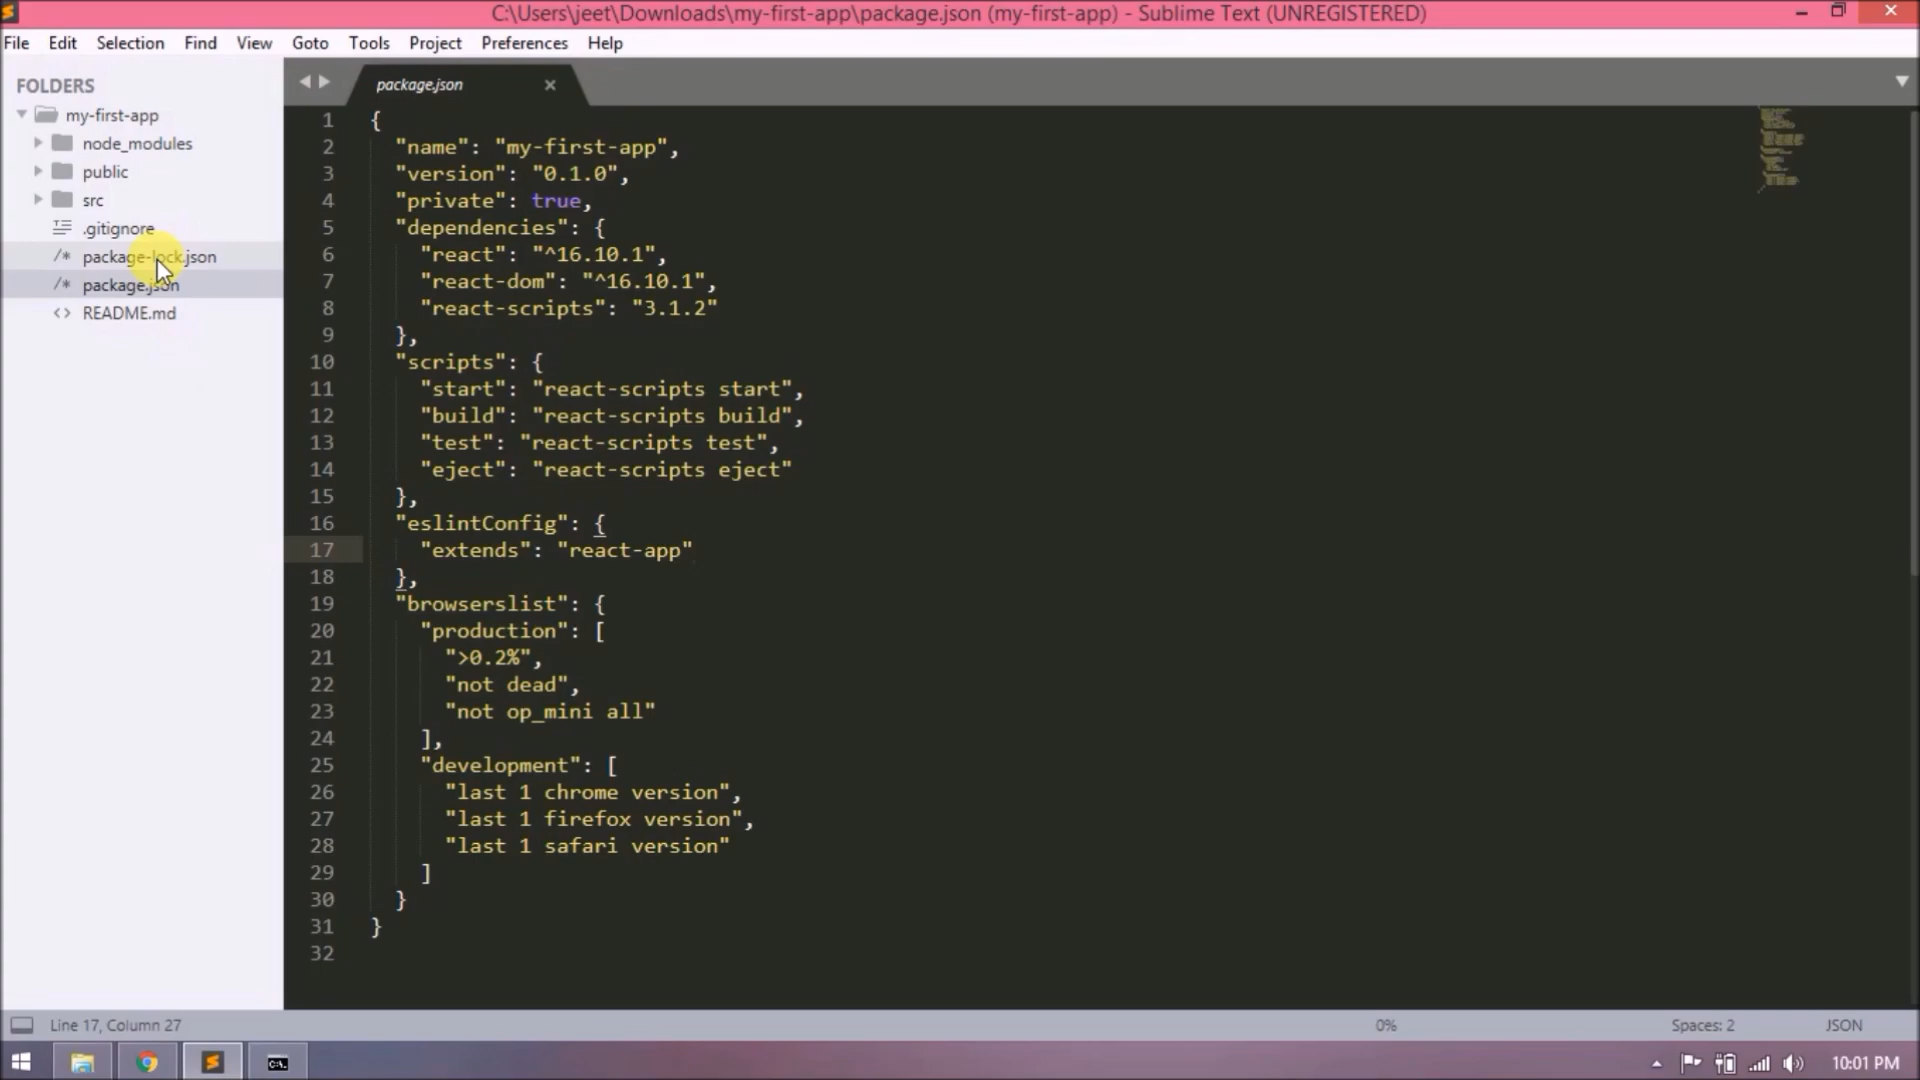 C:\Users\jeet\Downloads\my-first-app\package.json (my-first-app) - Sublime Text (UNREGISTERED)
File Edit Selection Find View Goto Tools Project Preferences Help
FOLDERS
my-first-app
node_modules
public
src
.gitignore
package-lock.json
package.json
README.md
package.json
1 {
2 "name": "my-first-app",
3 "version": "0.1.0",
4 "private": true,
5 "dependencies": {
6 "react": "^16.10.1",
7 "react-dom": "^16.10.1",
8 "react-scripts": "3.1.2"
9 },
10 "scripts": {
11 "start": "react-scripts start",
12 "build": "react-scripts build",
13 "test": "react-scripts test",
14 "eject": "react-scripts eject"
15 },
16 "eslintConfig": {
17 "extends": "react-app"
18 },
19 "browserslist": {
20 "production": [
21 ">0.2%",
22 "not dead",
23 "not op_mini all"
24 ],
25 "development": [
26 "last 1 chrome version",
27 "last 1 firefox version",
28 "last 1 safari version"
29 ]
30 }
31 }
32
Line 17, Column 27 0% Spaces: 2 JSON
10:01 PM